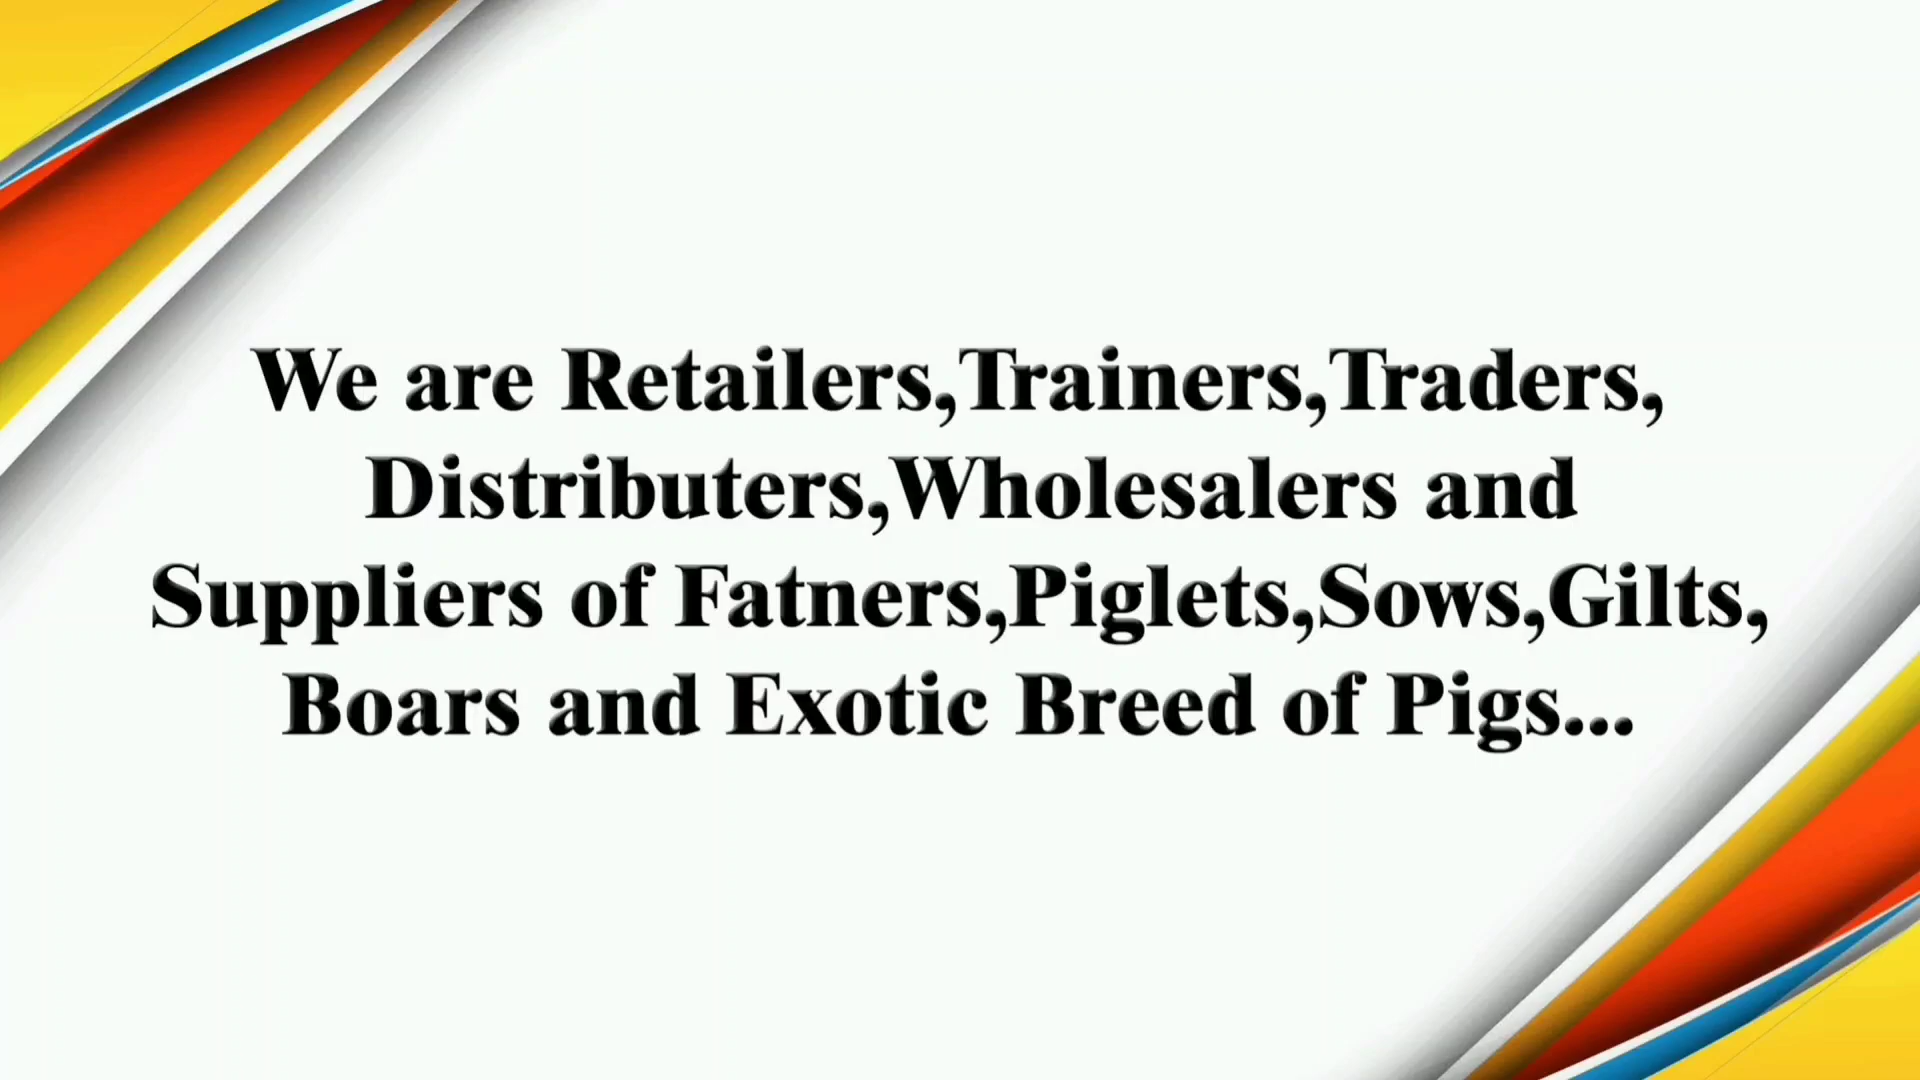 We are Retailers,Trainers,Traders,
Distributers,Wholesalers and
Suppliers of Fatners,Piglets,Sows,Gilts,
Boars and Exotic Breed of Pigs...